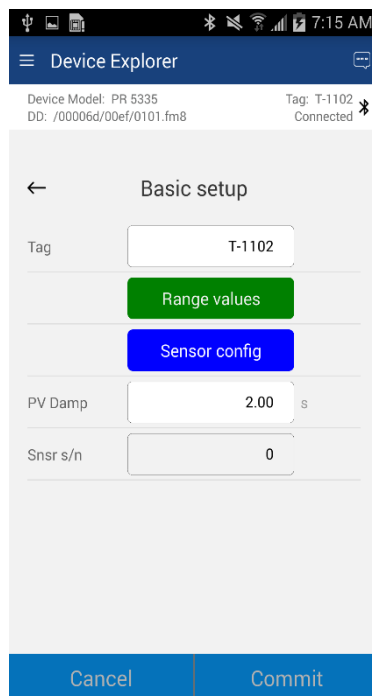 7:15 AM
Device Explorer
Device Model: PR 5335
Tag: T-1102
DD: /00006d/00ef/0101.fm8
Connected
Basic setup
Tag
T-1102
Range values
Sensor config
PV Damp
2.00
s
Snsr s/n
0
Cancel
Commit